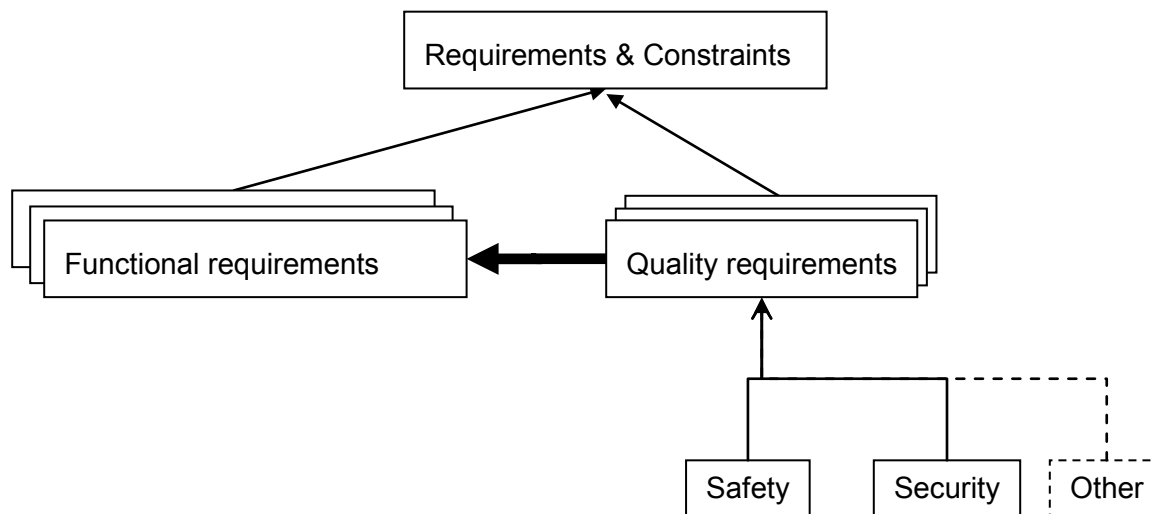 Requirements & Constraints
Functional requirements
Quality requirements
Safety
Security
Other